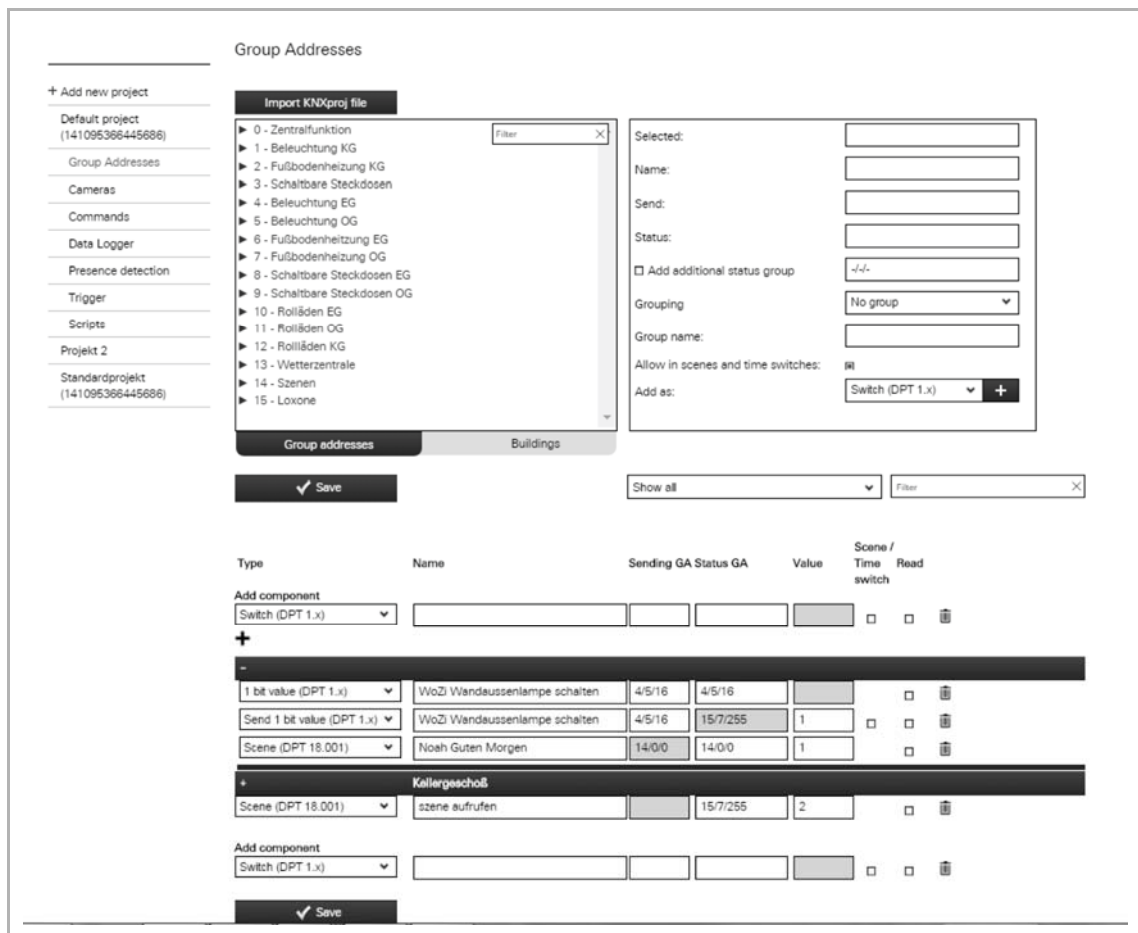 Group Addresses
+ Add new project
Default project
(141095366445686)
Group Addresses
Cameras
Commands
Data Logger
Presence detection
Trigger
Scripts
Projekt 2
Standardprojekt
(141095366445686)
Import KNXproj file
0 - Zentralfunktion
1 - Beleuchtung KG
2 - Fußbodenheizung KG
3 - Schaltbare Steckdosen
4 - Beleuchtung EG
5 - Beleuchtung OG
6 - Fußbodenheitzung EG
7 - Fußbodenheizung OG
8 - Schaltbare Steckdosen EG
9 - Schaltbare Steckdosen OG
10 - Rolläden EG
11 - Rolläden OG
12 - Rollläden KG
13 - Wetterzentrale
14 - Szenen
15 - Loxone
Filter
Group addresses Buildings
Selected:
Name:
Send:
Status:
Add additional status group -/-/-
Grouping No group
Group name:
Allow in scenes and time switches:
Add as: Switch (DPT 1.x) +
Save Show all Filter
Type Name Sending GA Status GA Value Scene / Time switch Read
Add component
Switch (DPT 1.x)
+
-
1 bit value (DPT 1.x) WoZi Wandaussenlampe schalten 4/5/16 4/5/16
Send 1 bit value (DPT 1.x) WoZi Wandaussenlampe schalten 4/5/16 15/7/255 1
Scene (DPT 18.001) Noah Guten Morgen 14/0/0 14/0/0 1
+ Kellergeschoß
Scene (DPT 18.001) szene aufrufen 15/7/255 2
Add component
Switch (DPT 1.x)
Save